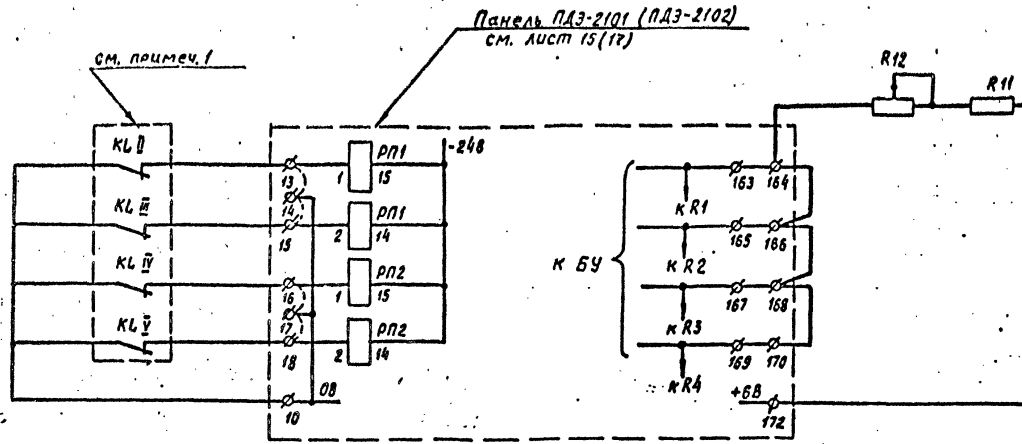 Панель ПДЭ-2101 (ПДЭ-2102)
см. лист 15(17)
см. примеч. 1
R12
R11
KL II
KL III
KL IV
KL V
-24В
13
14
15
16
17
18
10
1 РП1 15
2 РП1 14
1 РП2 15
2 РП2 14
0В
к БУ
к R1
к R2
к R3
к R4
163 164
165 166
167 168
169 170
+6В
172